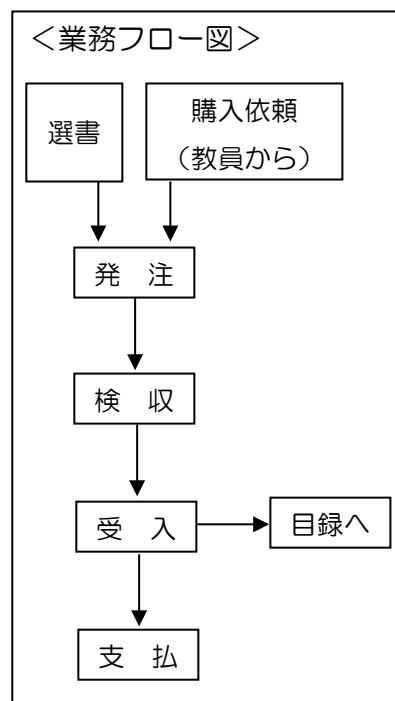 ＜業務フロー図＞
選書
購入依頼
（教員から）
発　注
検　収
受　入
目録へ
支　払